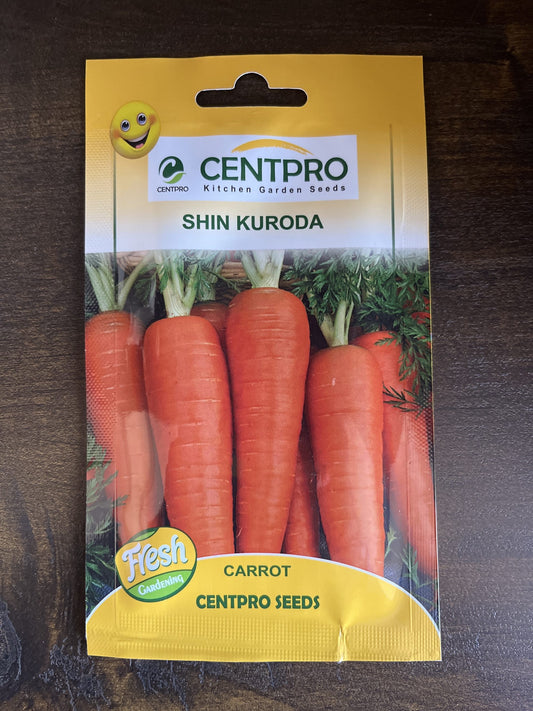 CENTPRO
CENTPRO
Kitchen Garden Seeds
SHIN KURODA
Fresh
GARDENING
CARROT
CENTPRO SEEDS